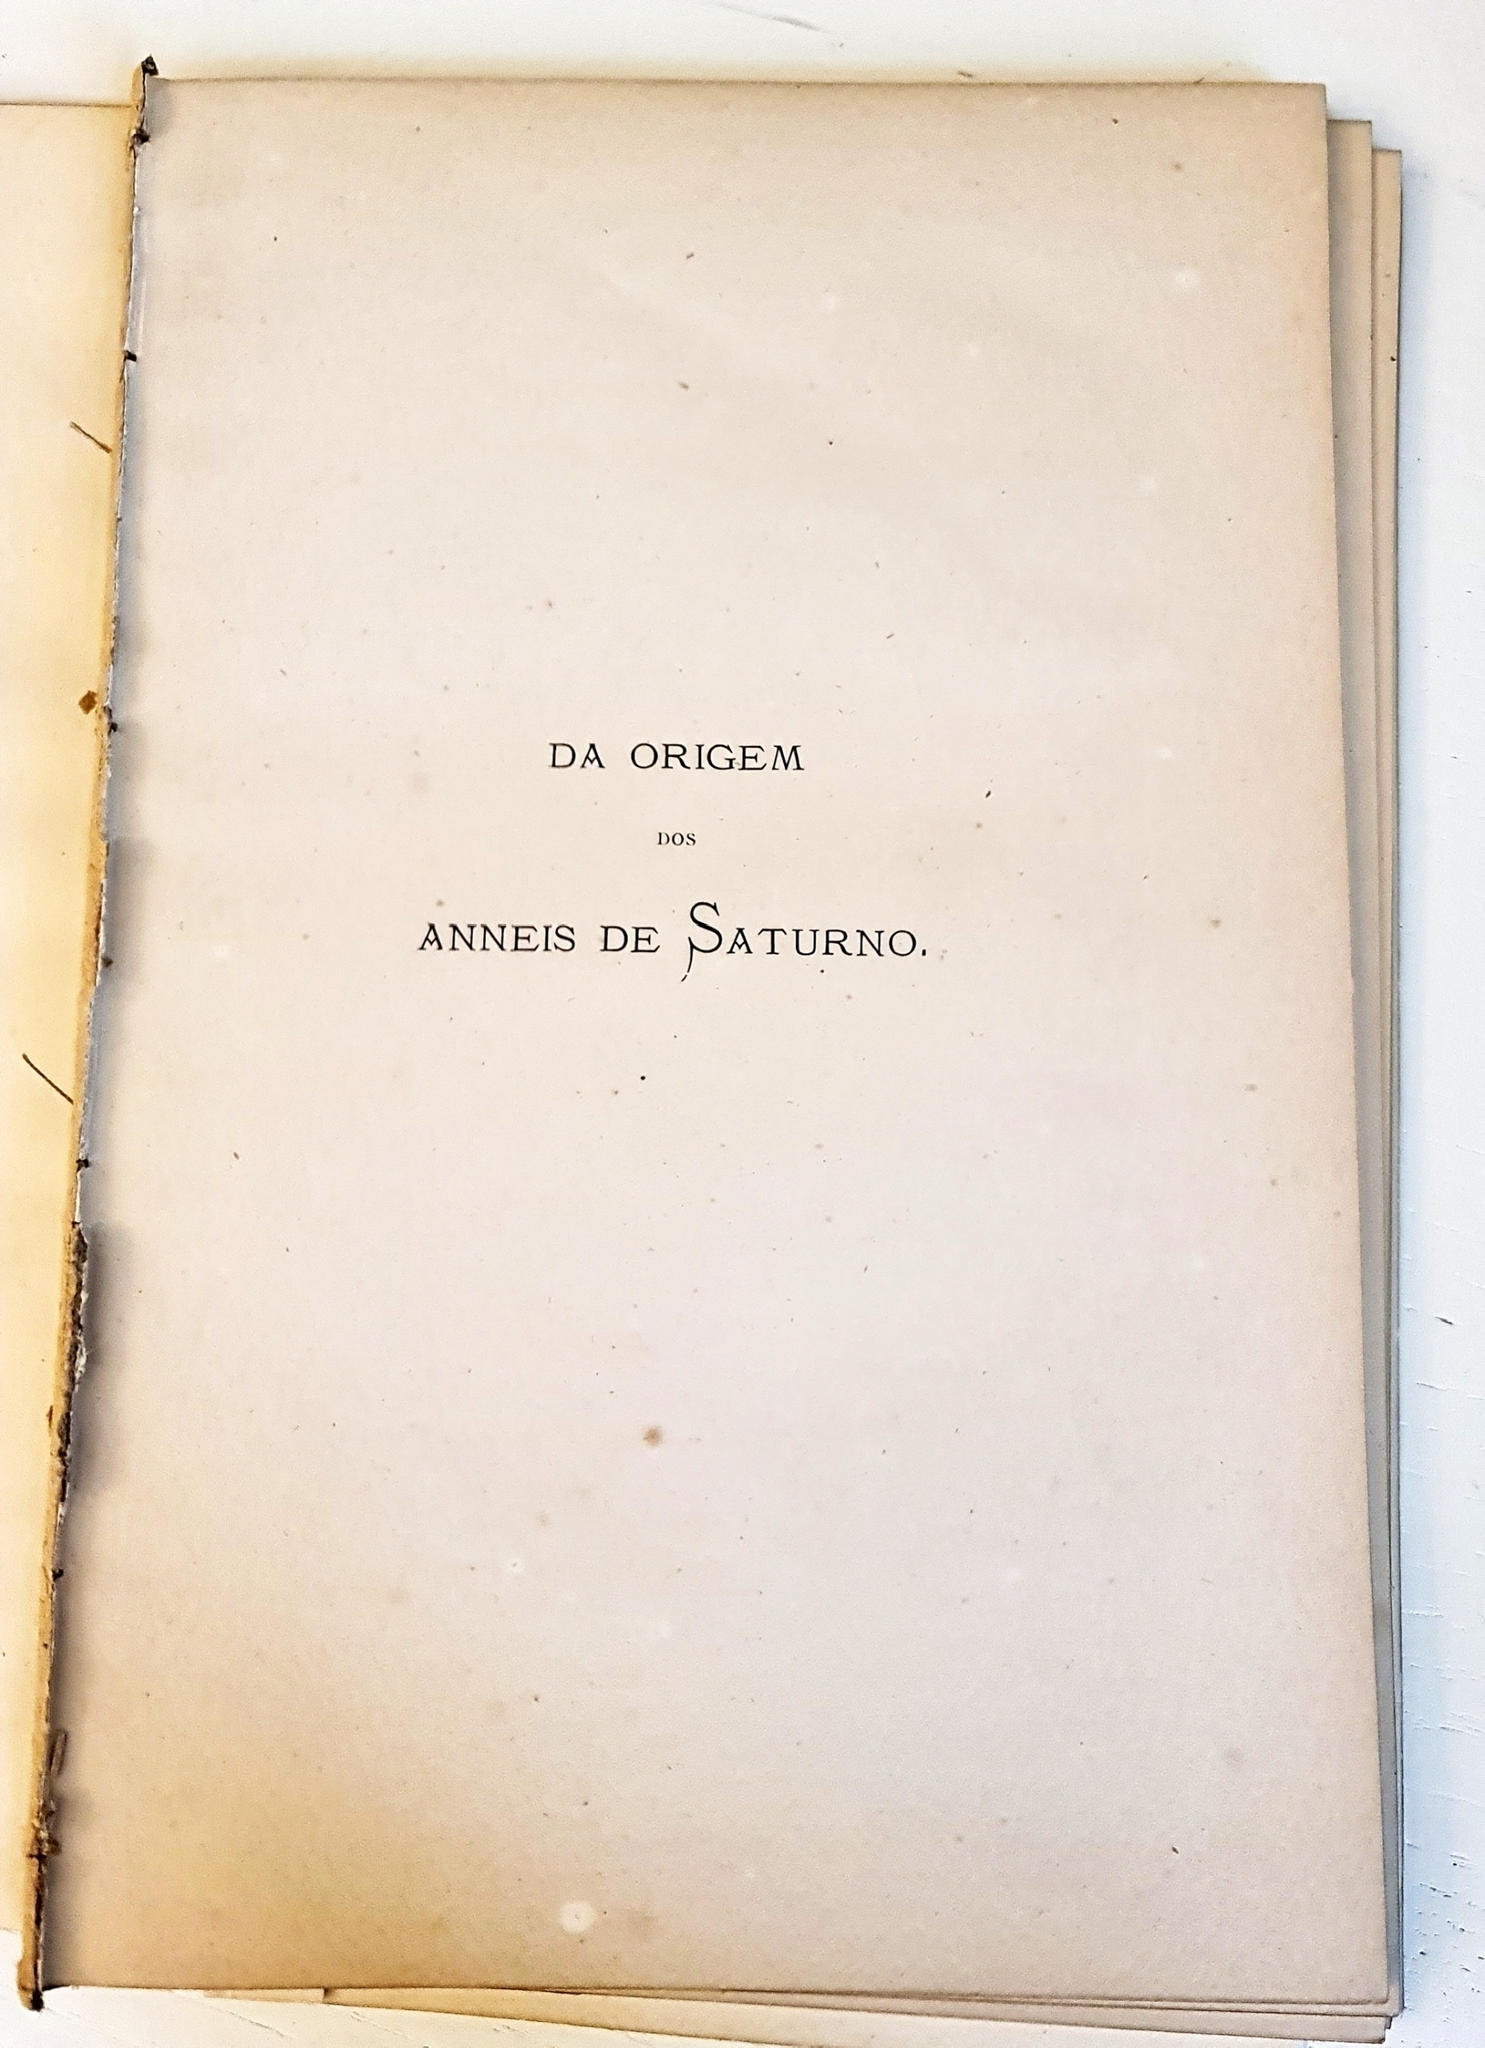 DA ORIGEM
DOS
ANNEIS DE SATURNO.